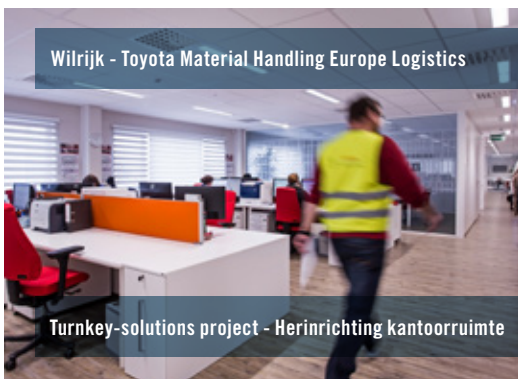 Wilrijk - Toyota Material Handling Europe Logistics
Turnkey-solutions project - Herinrichting kantoorruimte